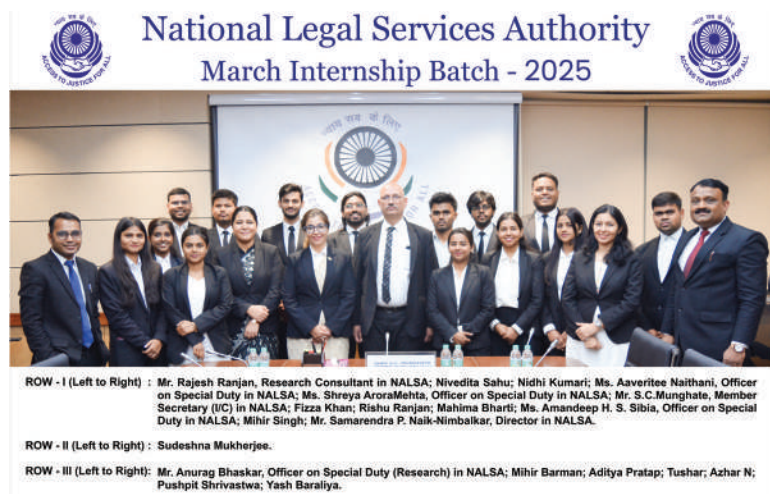 National Legal Services Authority
March Internship Batch - 2025
न्याय सब के लिए
ACCESS TO JUSTICE FOR ALL
न्याय सब के लिए
ACCESS TO JUSTICE FOR ALL
न्याय सब के लिए
ROW - I (Left to Right) : Mr. Rajesh Ranjan, Research Consultant in NALSA; Nivedita Sahu; Nidhi Kumari; Ms. Aaveritee Naithani, Officer
on Special Duty in NALSA; Ms. Shreya AroraMehta, Officer on Special Duty in NALSA; Mr. S.C.Munghate, Member
Secretary (I/C) in NALSA; Fizza Khan; Rishu Ranjan; Mahima Bharti; Ms. Amandeep H. S. Sibia, Officer on Special
Duty in NALSA; Mihir Singh; Mr. Samarendra P. Naik-Nimbalkar, Director in NALSA.
ROW - II (Left to Right) : Sudeshna Mukherjee.
ROW - III (Left to Right): Mr. Anurag Bhaskar, Officer on Special Duty (Research) in NALSA; Mihir Barman; Aditya Pratap; Tushar; Azhar N;
Pushpit Shrivastwa; Yash Baraliya.